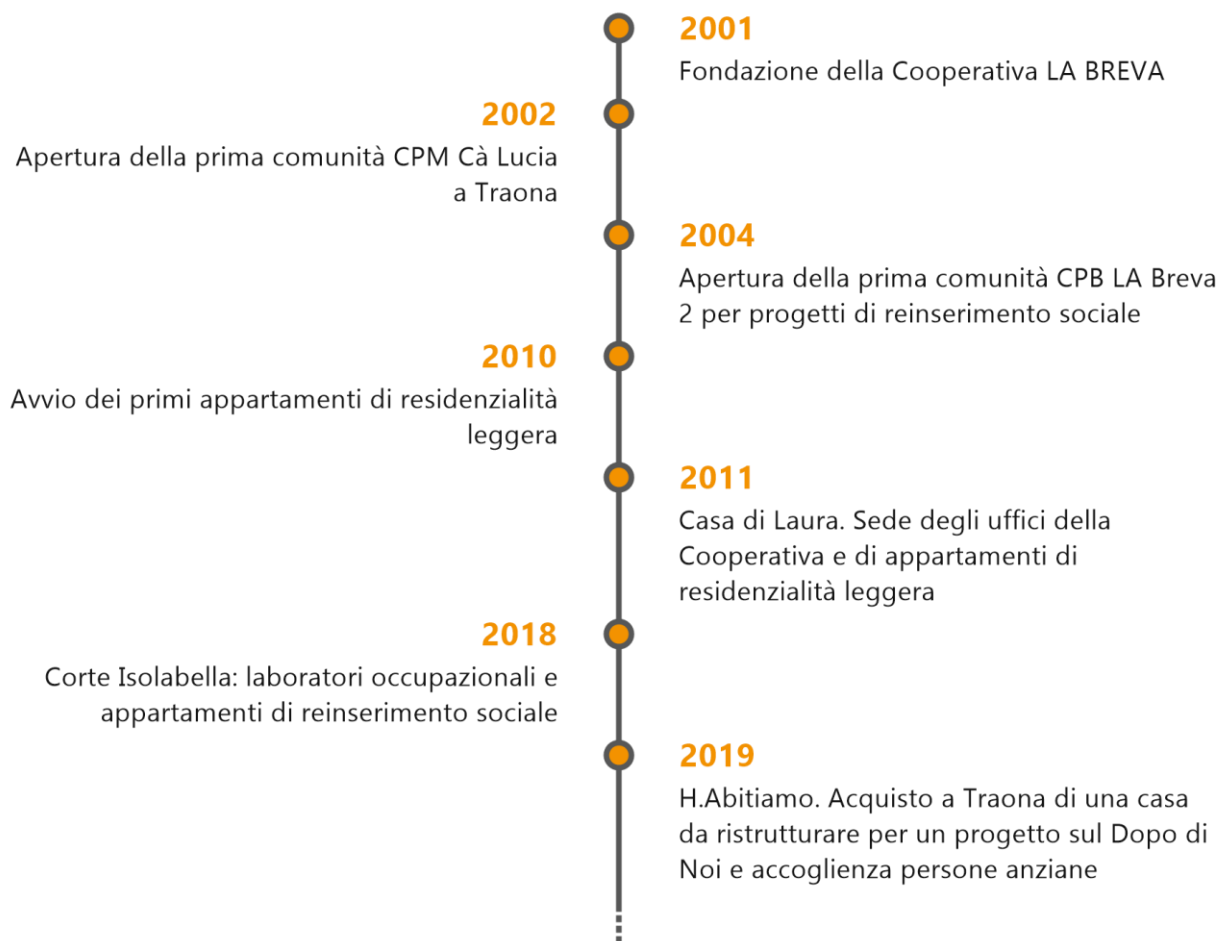 2001
Fondazione della Cooperativa LA BREVA
2002
Apertura della prima comunità CPM Cà Lucia
a Traona
2004
Apertura della prima comunità CPB LA Breva
2 per progetti di reinserimento sociale
2010
Avvio dei primi appartamenti di residenzialità
leggera
2011
Casa di Laura. Sede degli uffici della
Cooperativa e di appartamenti di
residenzialità leggera
2018
Corte Isolabella: laboratori occupazionali e
appartamenti di reinserimento sociale
2019
H.Abitiamo. Acquisto a Traona di una casa
da ristrutturare per un progetto sul Dopo di
Noi e accoglienza persone anziane